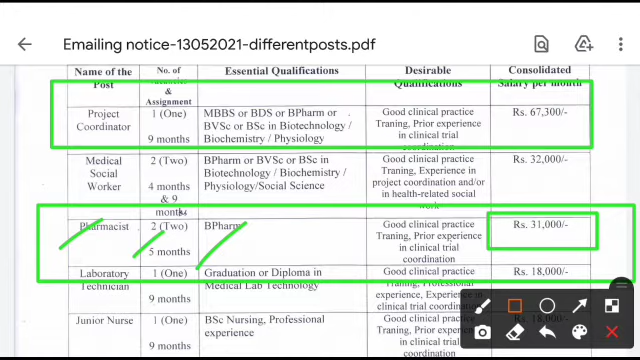 Emailing notice-13052021-differentposts.pdf
Name of the Post
No. of
& Assignment
Essential Qualifications
Desirable Qualifications
Consolidated Salary per month
Project Coordinator
1 (One)
9 months
MBBS or BDS or BPharm or
BVSc or BSc in Biotechnology /
Biochemistry / Physiology
Good clinical practice
Traning, Prior experience
in clinical trial
coordination
Rs. 67,300/-
Medical
Social
Worker
2 (Two)
4 months
& 9
months
BPharm or BVSc or BSc in
Biotechnology / Biochemistry /
Physiology/Social Science
Good clinical practice
Traning, Experience in
project coordination and/or
in health-related social
work
Rs. 32,000/-
Pharmacist
2 (Two)
5 months
BPharm
Good clinical practice
Traning, Prior experience
in clinical trial
coordination
Rs. 31,000/-
Laboratory
Technician
1 (One)
9 months
Graduation or Diploma in
Medical Lab Technology
Good clinical practice
Traning, Professional
experience, Experience in
clinical trial coordination
Rs. 18,000/-
Junior Nurse
1 (One)
9 months
BSc Nursing, Professional
experience
Good clinical practice
Traning, Prior experience
in clinical trial
coordination
Rs. 18,000/-